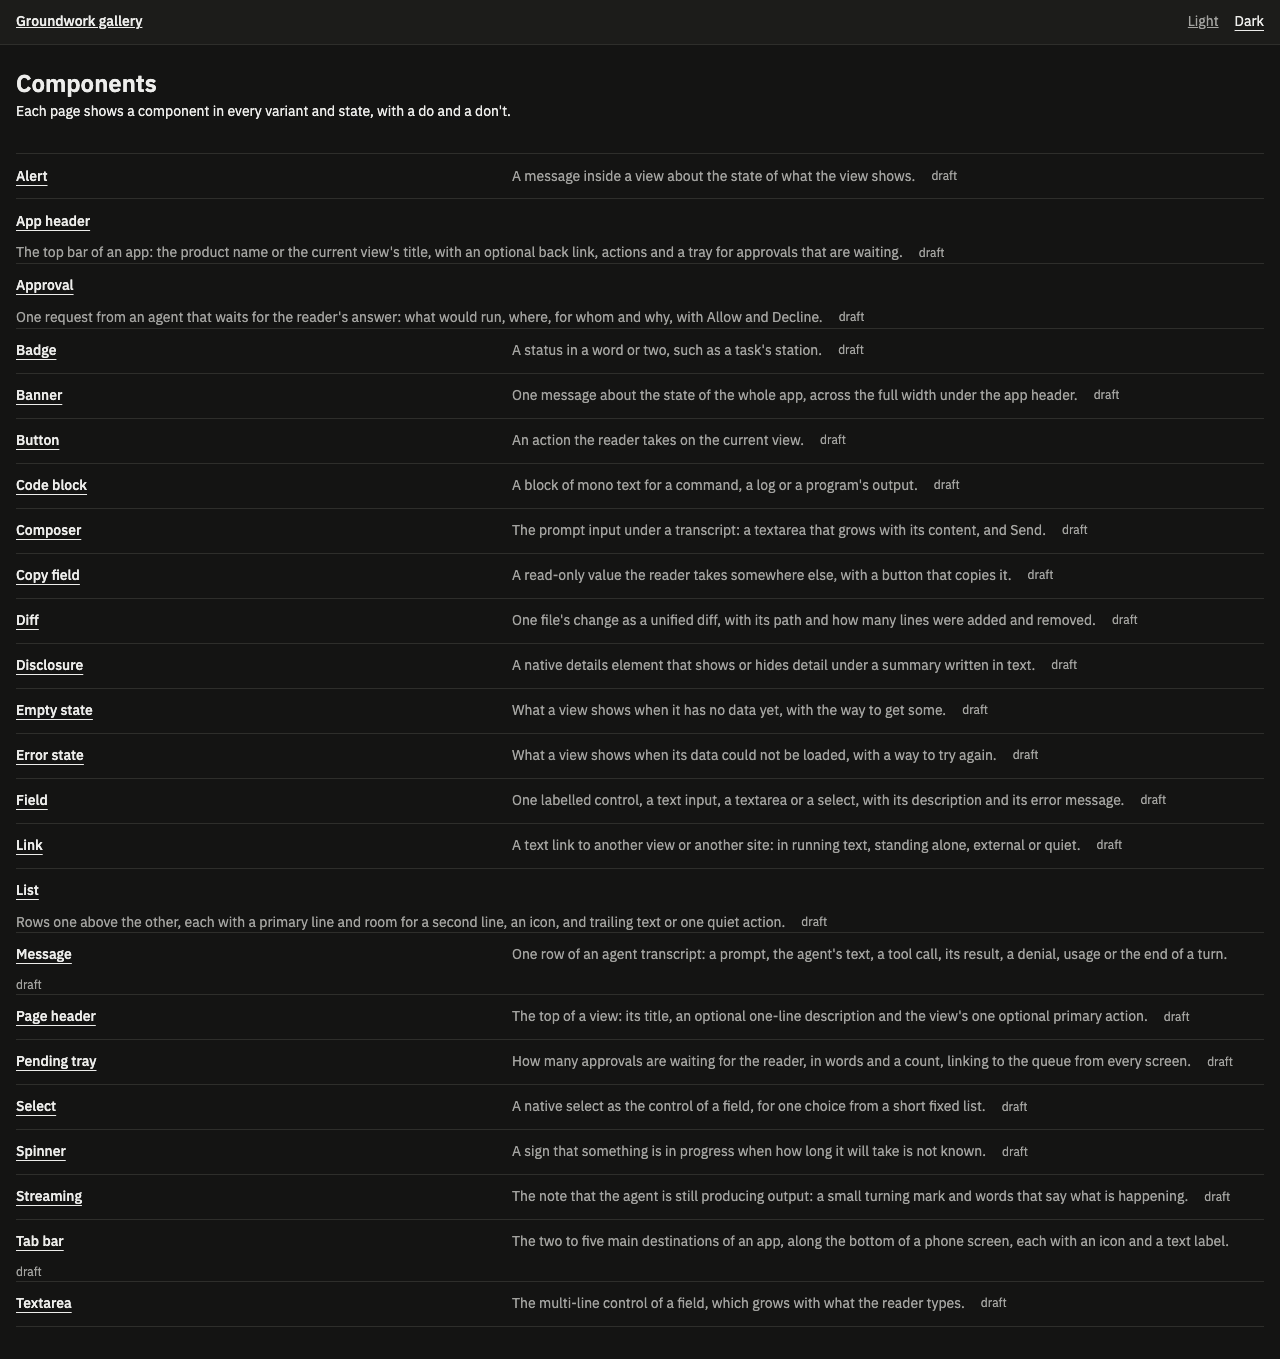 Groundwork gallery
Light Dark
Components
Each page shows a component in every variant and state, with a do and a don't.
Alert A message inside a view about the state of what the view shows. draft
App header
The top bar of an app: the product name or the current view's title, with an optional back link, actions and a tray for approvals that are waiting. draft
Approval
One request from an agent that waits for the reader's answer: what would run, where, for whom and why, with Allow and Decline. draft
Badge A status in a word or two, such as a task's station. draft
Banner One message about the state of the whole app, across the full width under the app header. draft
Button An action the reader takes on the current view. draft
Code block A block of mono text for a command, a log or a program's output. draft
Composer The prompt input under a transcript: a textarea that grows with its content, and Send. draft
Copy field A read-only value the reader takes somewhere else, with a button that copies it. draft
Diff One file's change as a unified diff, with its path and how many lines were added and removed. draft
Disclosure A native details element that shows or hides detail under a summary written in text. draft
Empty state What a view shows when it has no data yet, with the way to get some. draft
Error state What a view shows when its data could not be loaded, with a way to try again. draft
Field One labelled control, a text input, a textarea or a select, with its description and its error message. draft
Link A text link to another view or another site: in running text, standing alone, external or quiet. draft
List
Rows one above the other, each with a primary line and room for a second line, an icon, and trailing text or one quiet action. draft
Message One row of an agent transcript: a prompt, the agent's text, a tool call, its result, a denial, usage or the end of a turn.
draft
Page header The top of a view: its title, an optional one-line description and the view's one optional primary action. draft
Pending tray How many approvals are waiting for the reader, in words and a count, linking to the queue from every screen. draft
Select A native select as the control of a field, for one choice from a short fixed list. draft
Spinner A sign that something is in progress when how long it will take is not known. draft
Streaming The note that the agent is still producing output: a small turning mark and words that say what is happening. draft
Tab bar The two to five main destinations of an app, along the bottom of a phone screen, each with an icon and a text label.
draft
Textarea The multi-line control of a field, which grows with what the reader types. draft